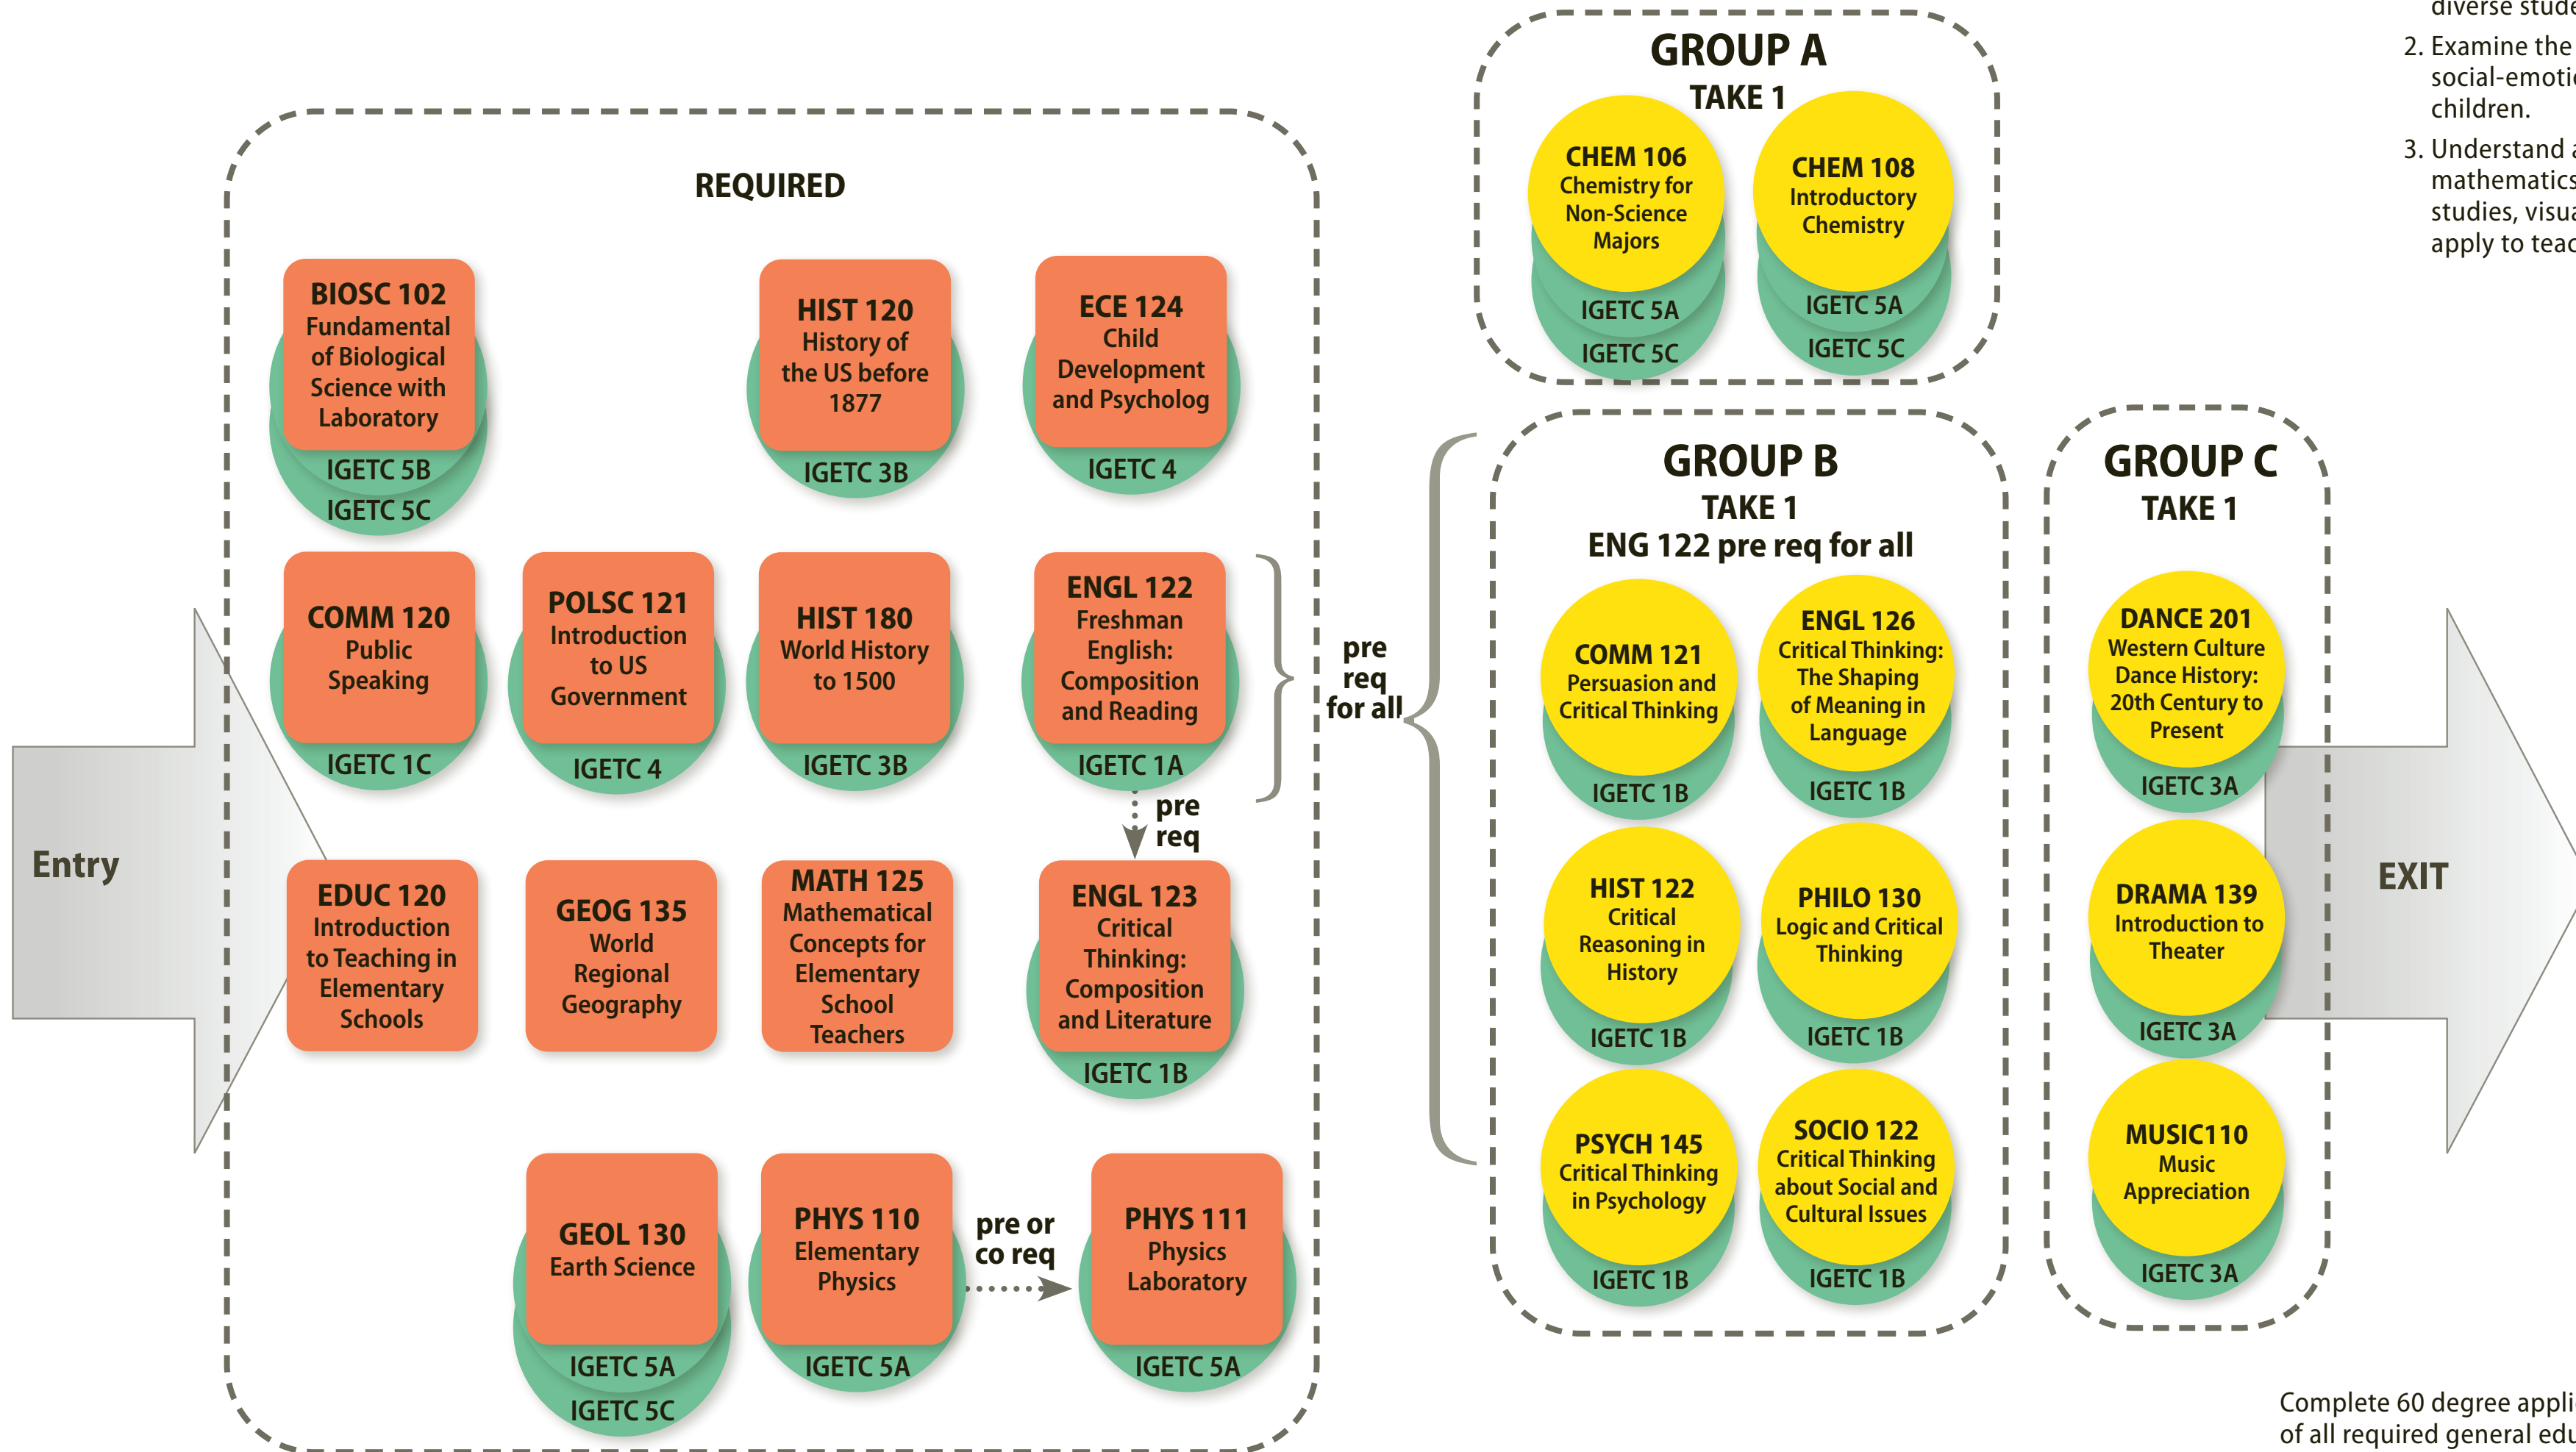 Entry
REQUIRED
BIOSC 102
Fundamental
of Biological
Science with
Laboratory
IGETC 5B
IGETC 5C
HIST 120
History of
the US before
1877
IGETC 3B
ECE 124
Child
Development
and Psycholog
IGETC 4
COMM 120
Public
Speaking
IGETC 1C
POLSC 121
Introduction
to US
Government
IGETC 4
HIST 180
World History
to 1500
IGETC 3B
ENGL 122
Freshman
English:
Composition
and Reading
IGETC 1A
pre
req
EDUC 120
Introduction
to Teaching in
Elementary
Schools
GEOG 135
World
Regional
Geography
MATH 125
Mathematical
Concepts for
Elementary
School
Teachers
ENGL 123
Critical
Thinking:
Composition
and Literature
IGETC 1B
GEOL 130
Earth Science
IGETC 5A
IGETC 5C
PHYS 110
Elementary
Physics
IGETC 5A
pre or
co req
PHYS 111
Physics
Laboratory
IGETC 5A
pre
req
for all
GROUP A
TAKE 1
CHEM 106
Chemistry for
Non-Science
Majors
IGETC 5A
IGETC 5C
CHEM 108
Introductory
Chemistry
IGETC 5A
IGETC 5C
GROUP B
TAKE 1
ENG 122 pre req for all
COMM 121
Persuasion and
Critical Thinking
IGETC 1B
ENGL 126
Critical Thinking:
The Shaping
of Meaning in
Language
IGETC 1B
HIST 122
Critical
Reasoning in
History
IGETC 1B
PHILO 130
Logic and Critical
Thinking
IGETC 1B
PSYCH 145
Critical Thinking
in Psychology
IGETC 1B
SOCIO 122
Critical Thinking
about Social and
Cultural Issues
IGETC 1B
GROUP C
TAKE 1
DANCE 201
Western Culture
Dance History:
20th Century to
Present
IGETC 3A
DRAMA 139
Introduction to
Theater
IGETC 3A
MUSIC110
Music
Appreciation
IGETC 3A
EXIT
diverse
2. Examine the
children.
3. Understand
mathematics
studies,
apply to
Complete 60 degree
of all required general